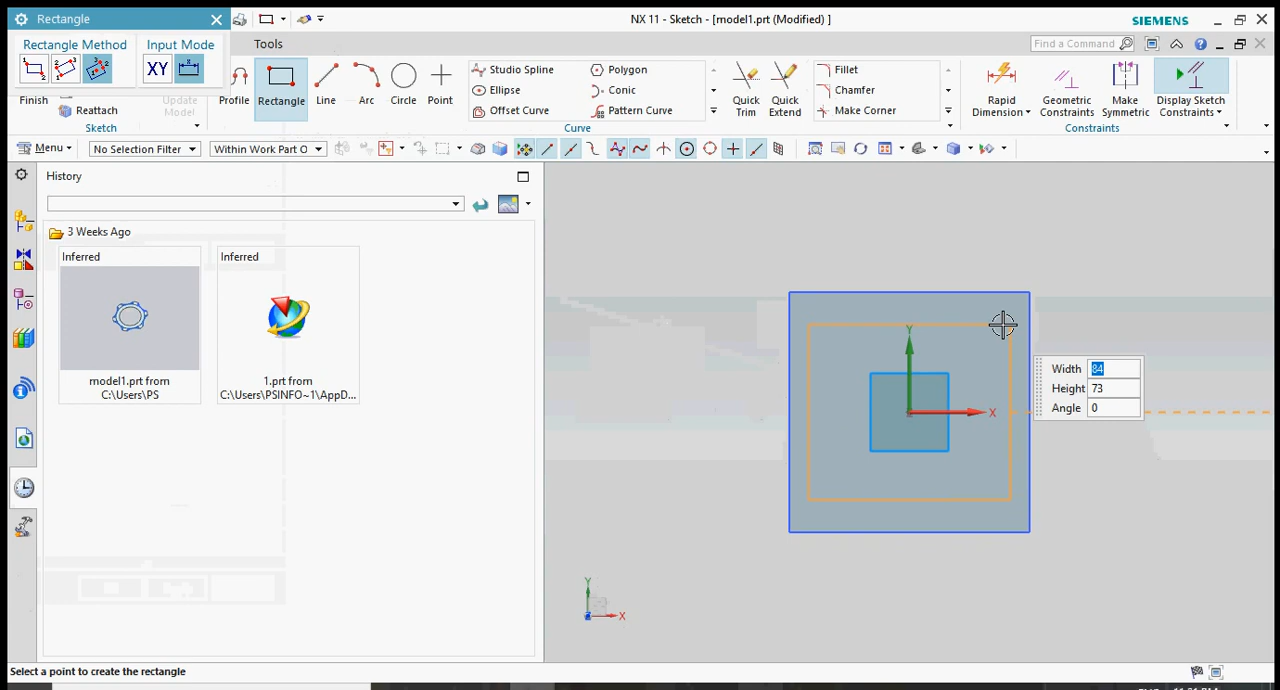 Rectangle
NX 11 - Sketch - [model1.prt (Modified) ]
SIEMENS
Rectangle Method
Input Mode
Tools
Find a Command
XY
Finish
Reattach
Update
Model
Sketch
Profile
Rectangle
Line
Arc
Circle
Point
Studio Spline
Polygon
Ellipse
Conic
Offset Curve
Pattern Curve
Curve
Quick
Trim
Quick
Extend
Fillet
Chamfer
Make Corner
Rapid
Dimension
Geometric
Constraints
Make
Symmetric
Display Sketch
Constraints
Constraints
Menu
No Selection Filter
Within Work Part O
History
3 Weeks Ago
Inferred
Inferred
model1.prt from
C:\Users\PS
1.prt from
C:\Users\PSINFO~1\AppD...
Y
X
Width 84
Height 73
Angle 0
Y
X
Select a point to create the rectangle